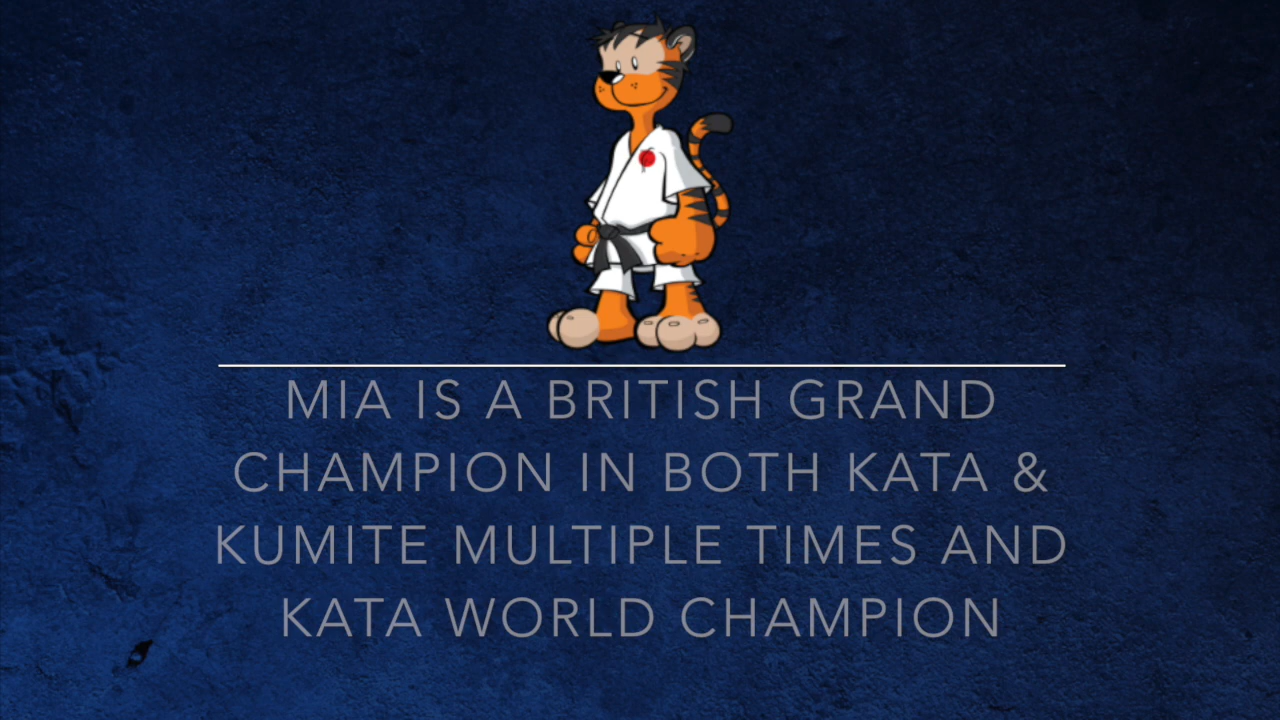 MIA IS A BRITISH GRAND
CHAMPION IN BOTH KATA &
KUMITE MULTIPLE TIMES AND
KATA WORLD CHAMPION